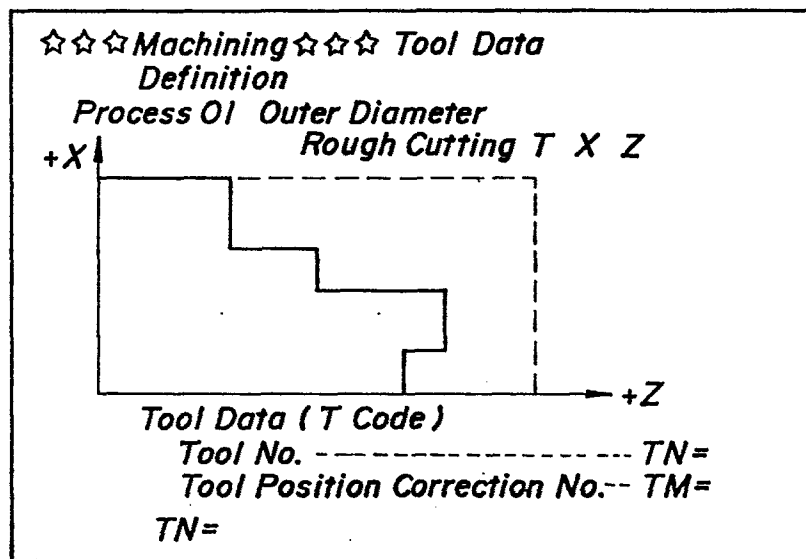 ☆☆☆ Machining ☆☆☆ Tool Data
Definition
Process 01 Outer Diameter
Rough Cutting T X Z
+X
+Z
Tool Data (T Code)
Tool No. ---------------- TN=
Tool Position Correction No.-- TM=
TN=